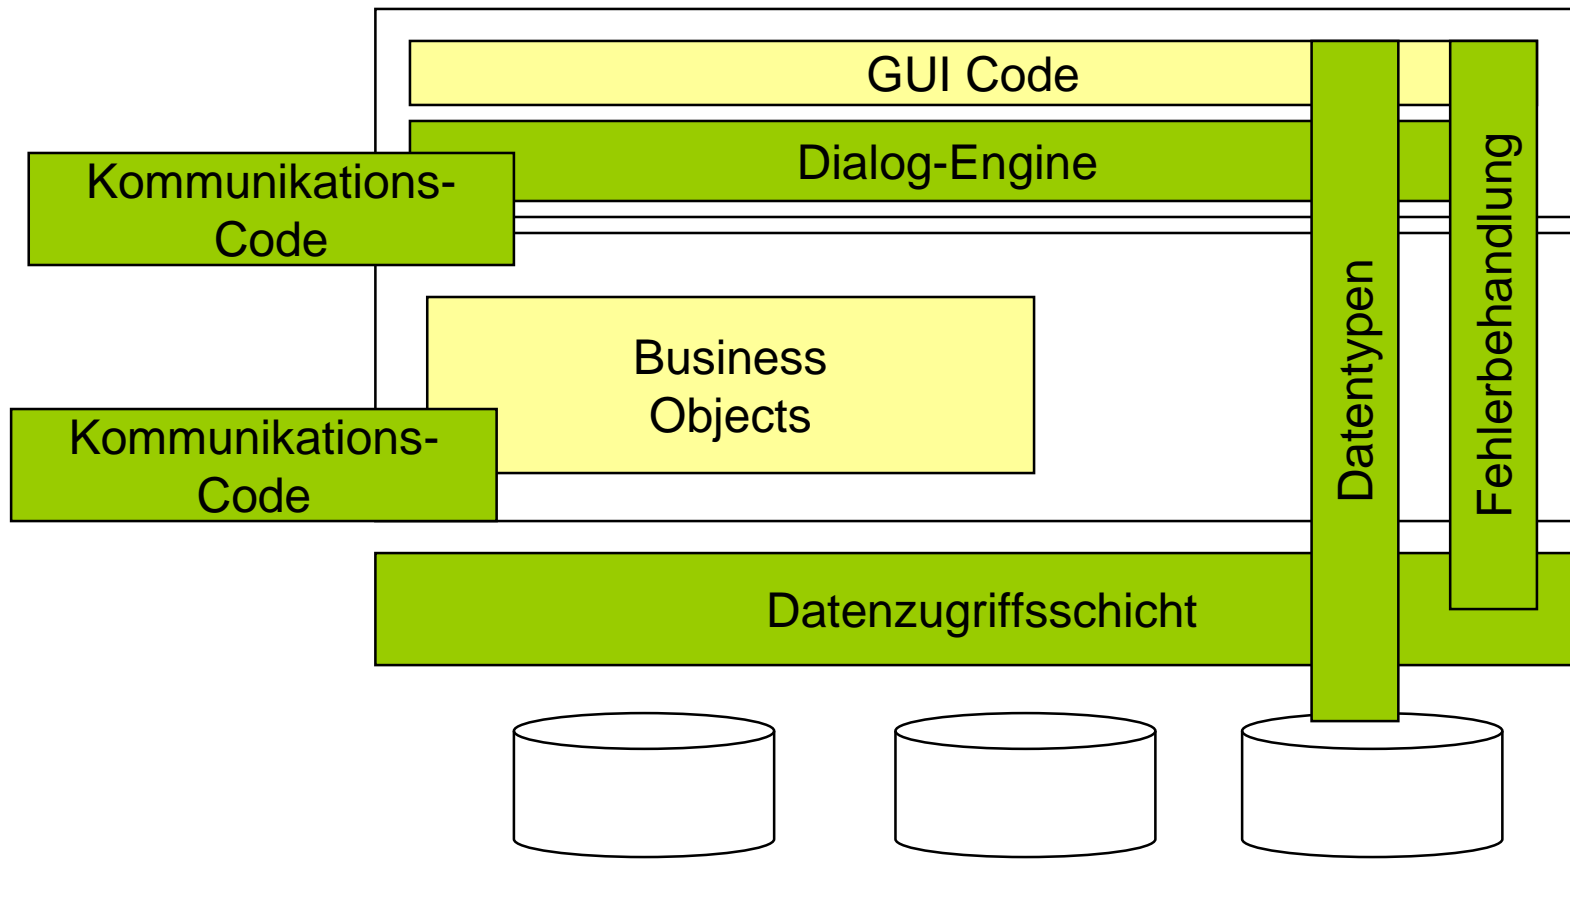 GUI Code
Dialog-Engine
Kommunikations-
Code
Business
Objects
Kommunikations-
Code
Datentypen
Fehlerbehandlung
Datenzugriffsschicht